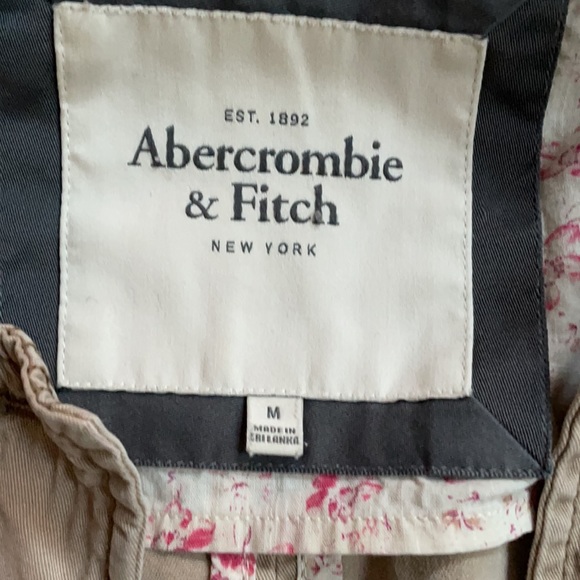 EST. 1892
Abercrombie
& Fitch
NEW YORK
M
MADE IN
SRI LANKA